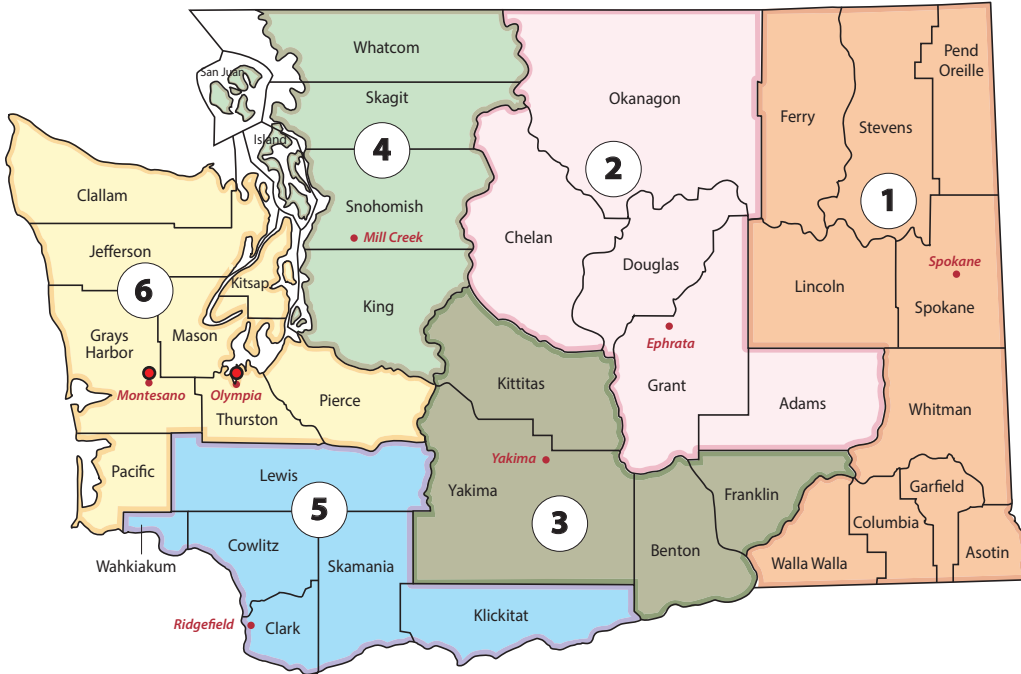 Whatcom
San Juan
Skagit
Island
4
Snohomish
Mill Creek
King
Okanagon
2
Chelan
Douglas
Ephrata
Grant
Adams
Pend
Oreille
Ferry
Stevens
1
Spokane
Lincoln
Spokane
Whitman
Garfield
Columbia
Walla Walla
Asotin
Clallam
Jefferson
6
Kitsap
Grays
Harbor
Mason
Montesano
Olympia
Thurston
Pierce
Pacific
Kittitas
Yakima
Yakima
3
Franklin
Benton
Lewis
5
Wahkiakum
Cowlitz
Skamania
Ridgefield
Clark
Klickitat